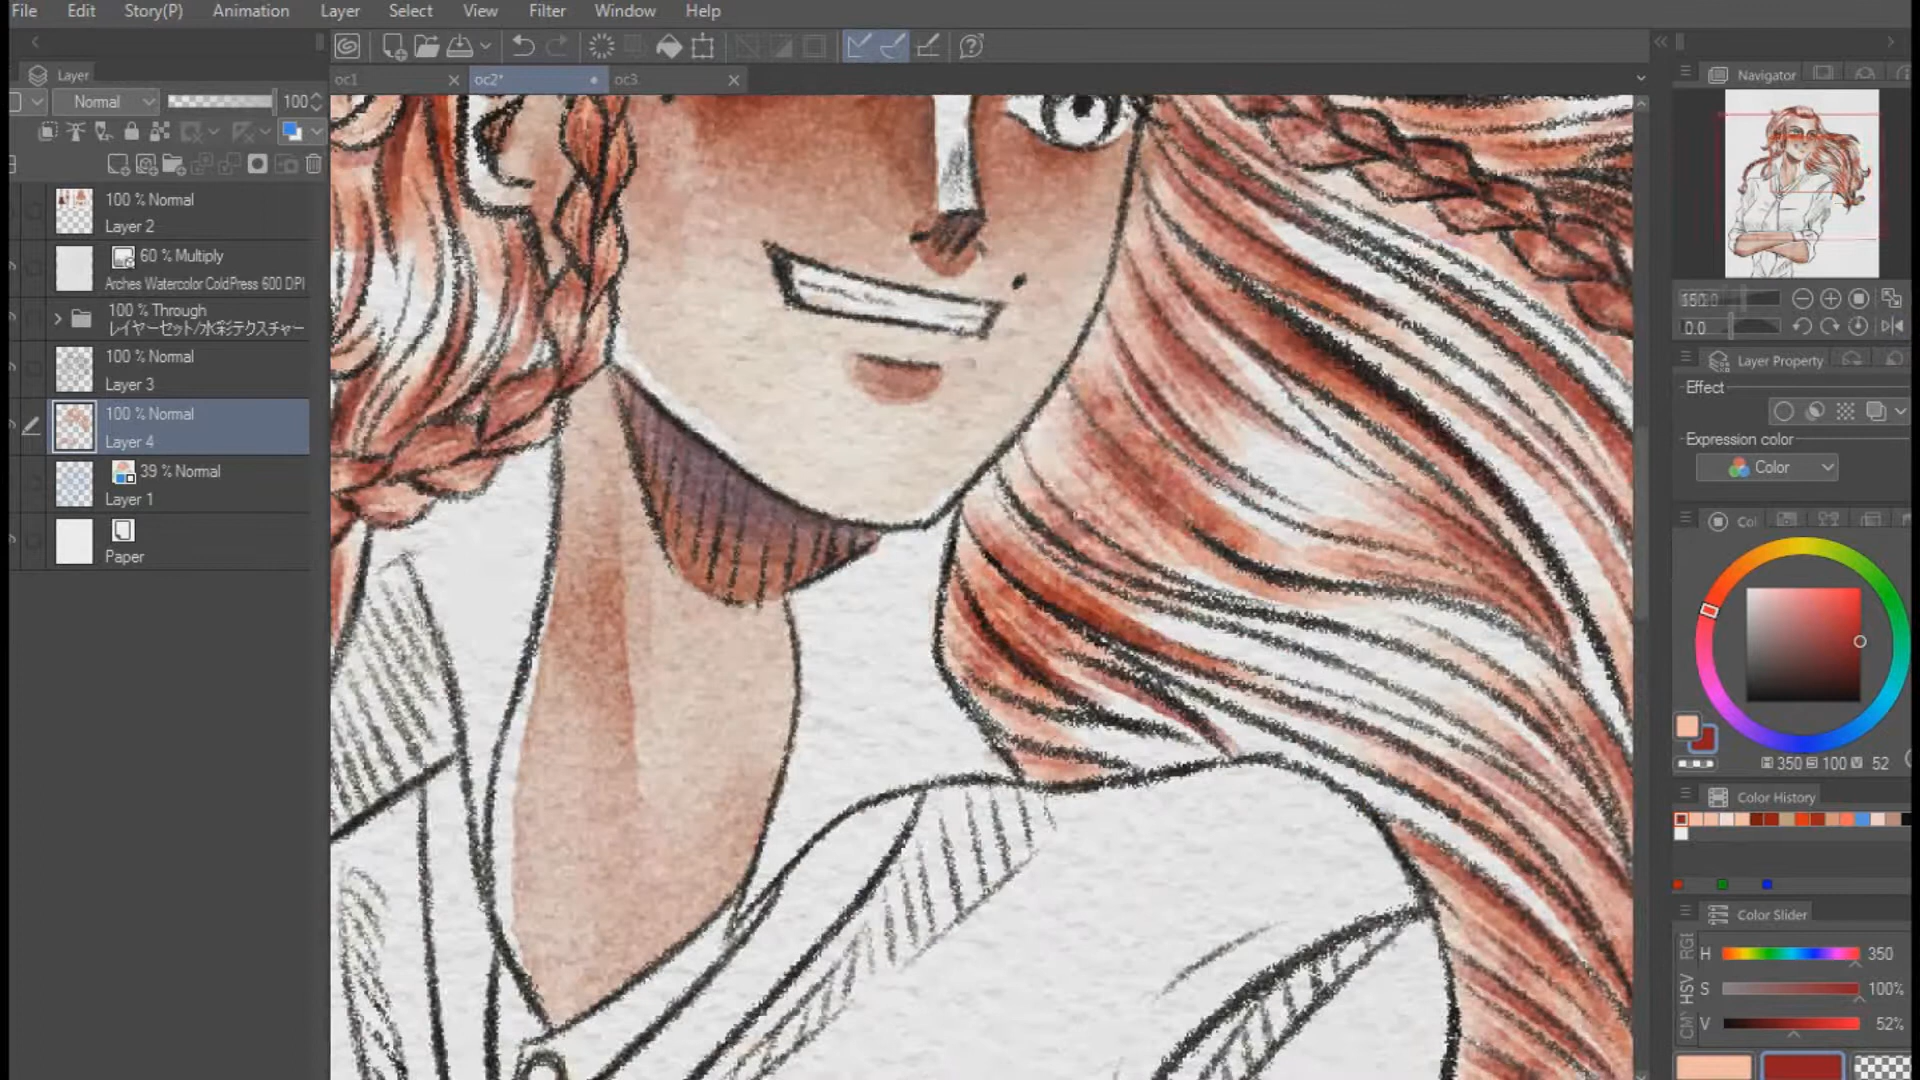 File Edit Story(P) Animation Layer Select View Filter Window Help
oc1 oc2* oc3
Layer
Normal 100
100 % Normal
Layer 2
60 % Multiply
Arches Watercolor ColdPress 600 DPI
100 % Through
レイヤーセット/水彩テクスチャー
100 % Normal
Layer 3
100 % Normal
Layer 4
39 % Normal
Layer 1
Paper
Navigator
150.0
0.0
Layer Property
Effect
Expression color
Color
Col
H 350 S 100 V 52
Color History
Color Slider
RGB
HSV
CM
H 350
S 100%
V 52%